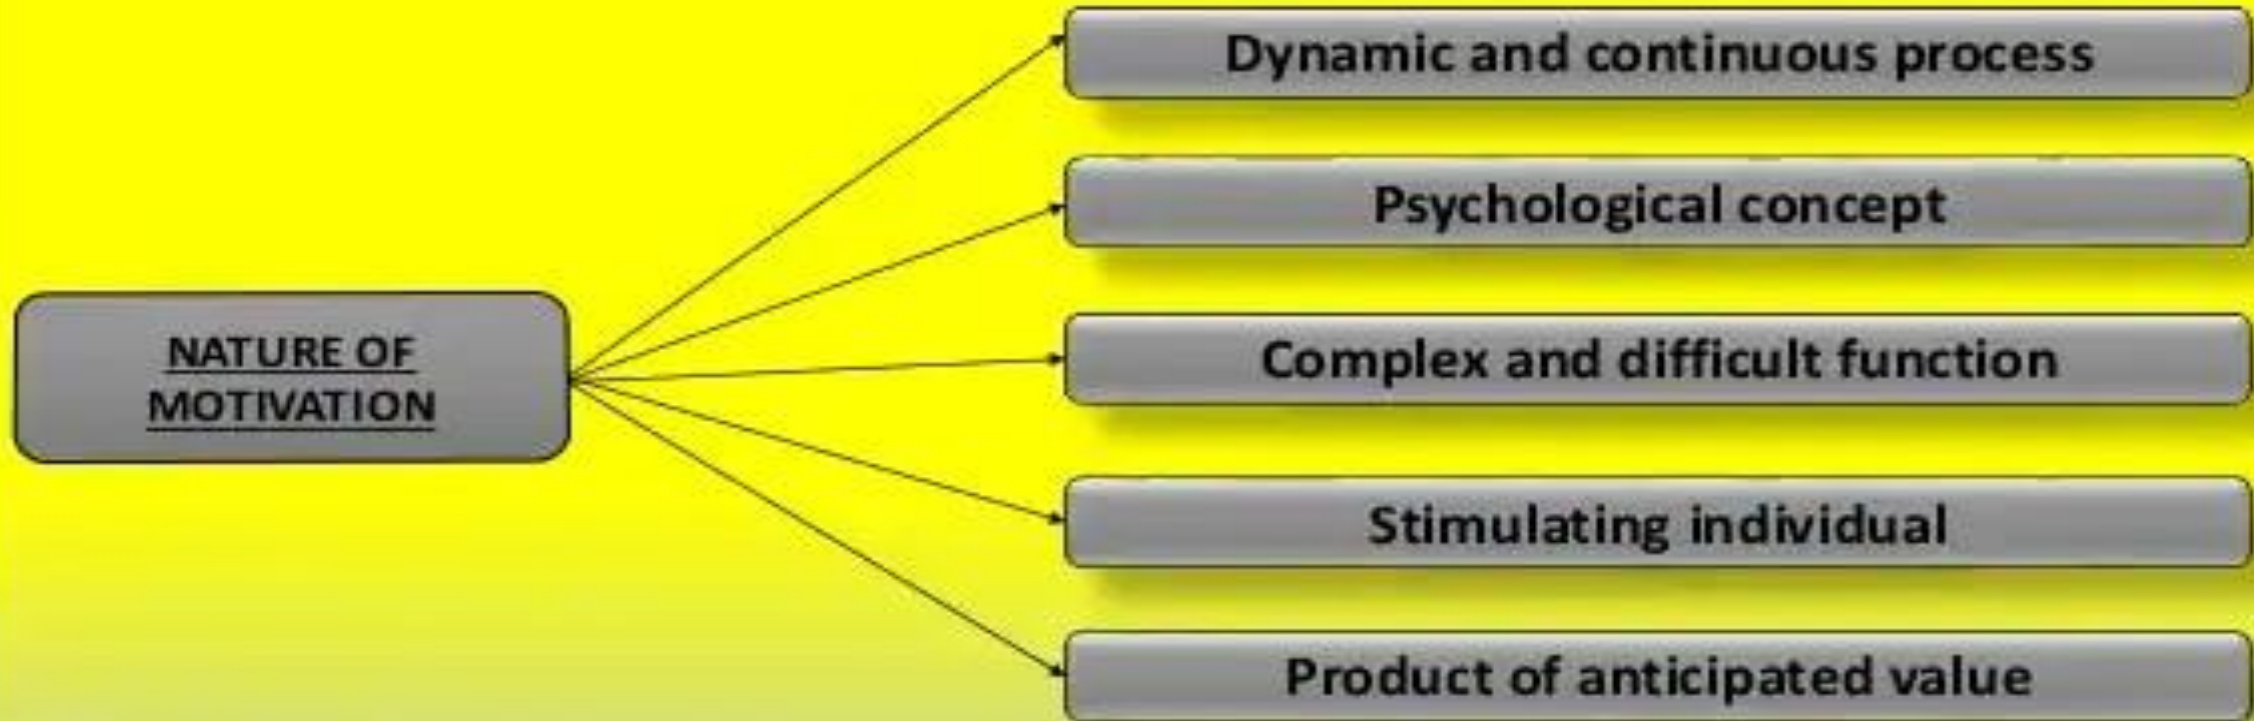 NATURE OF
MOTIVATION
Dynamic and continuous process
Psychological concept
Complex and difficult function
Stimulating individual
Product of anticipated value